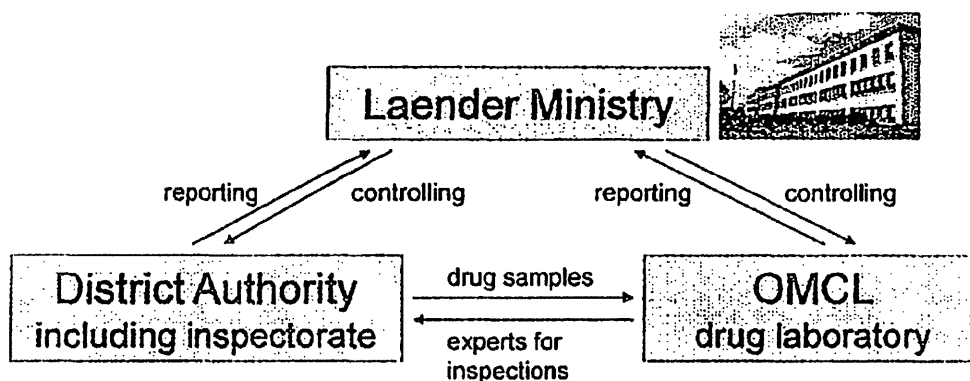 Laender Ministry
reporting
controlling
reporting
controlling
District Authority
including inspectorate
drug samples
experts for
inspections
OMCL
drug laboratory